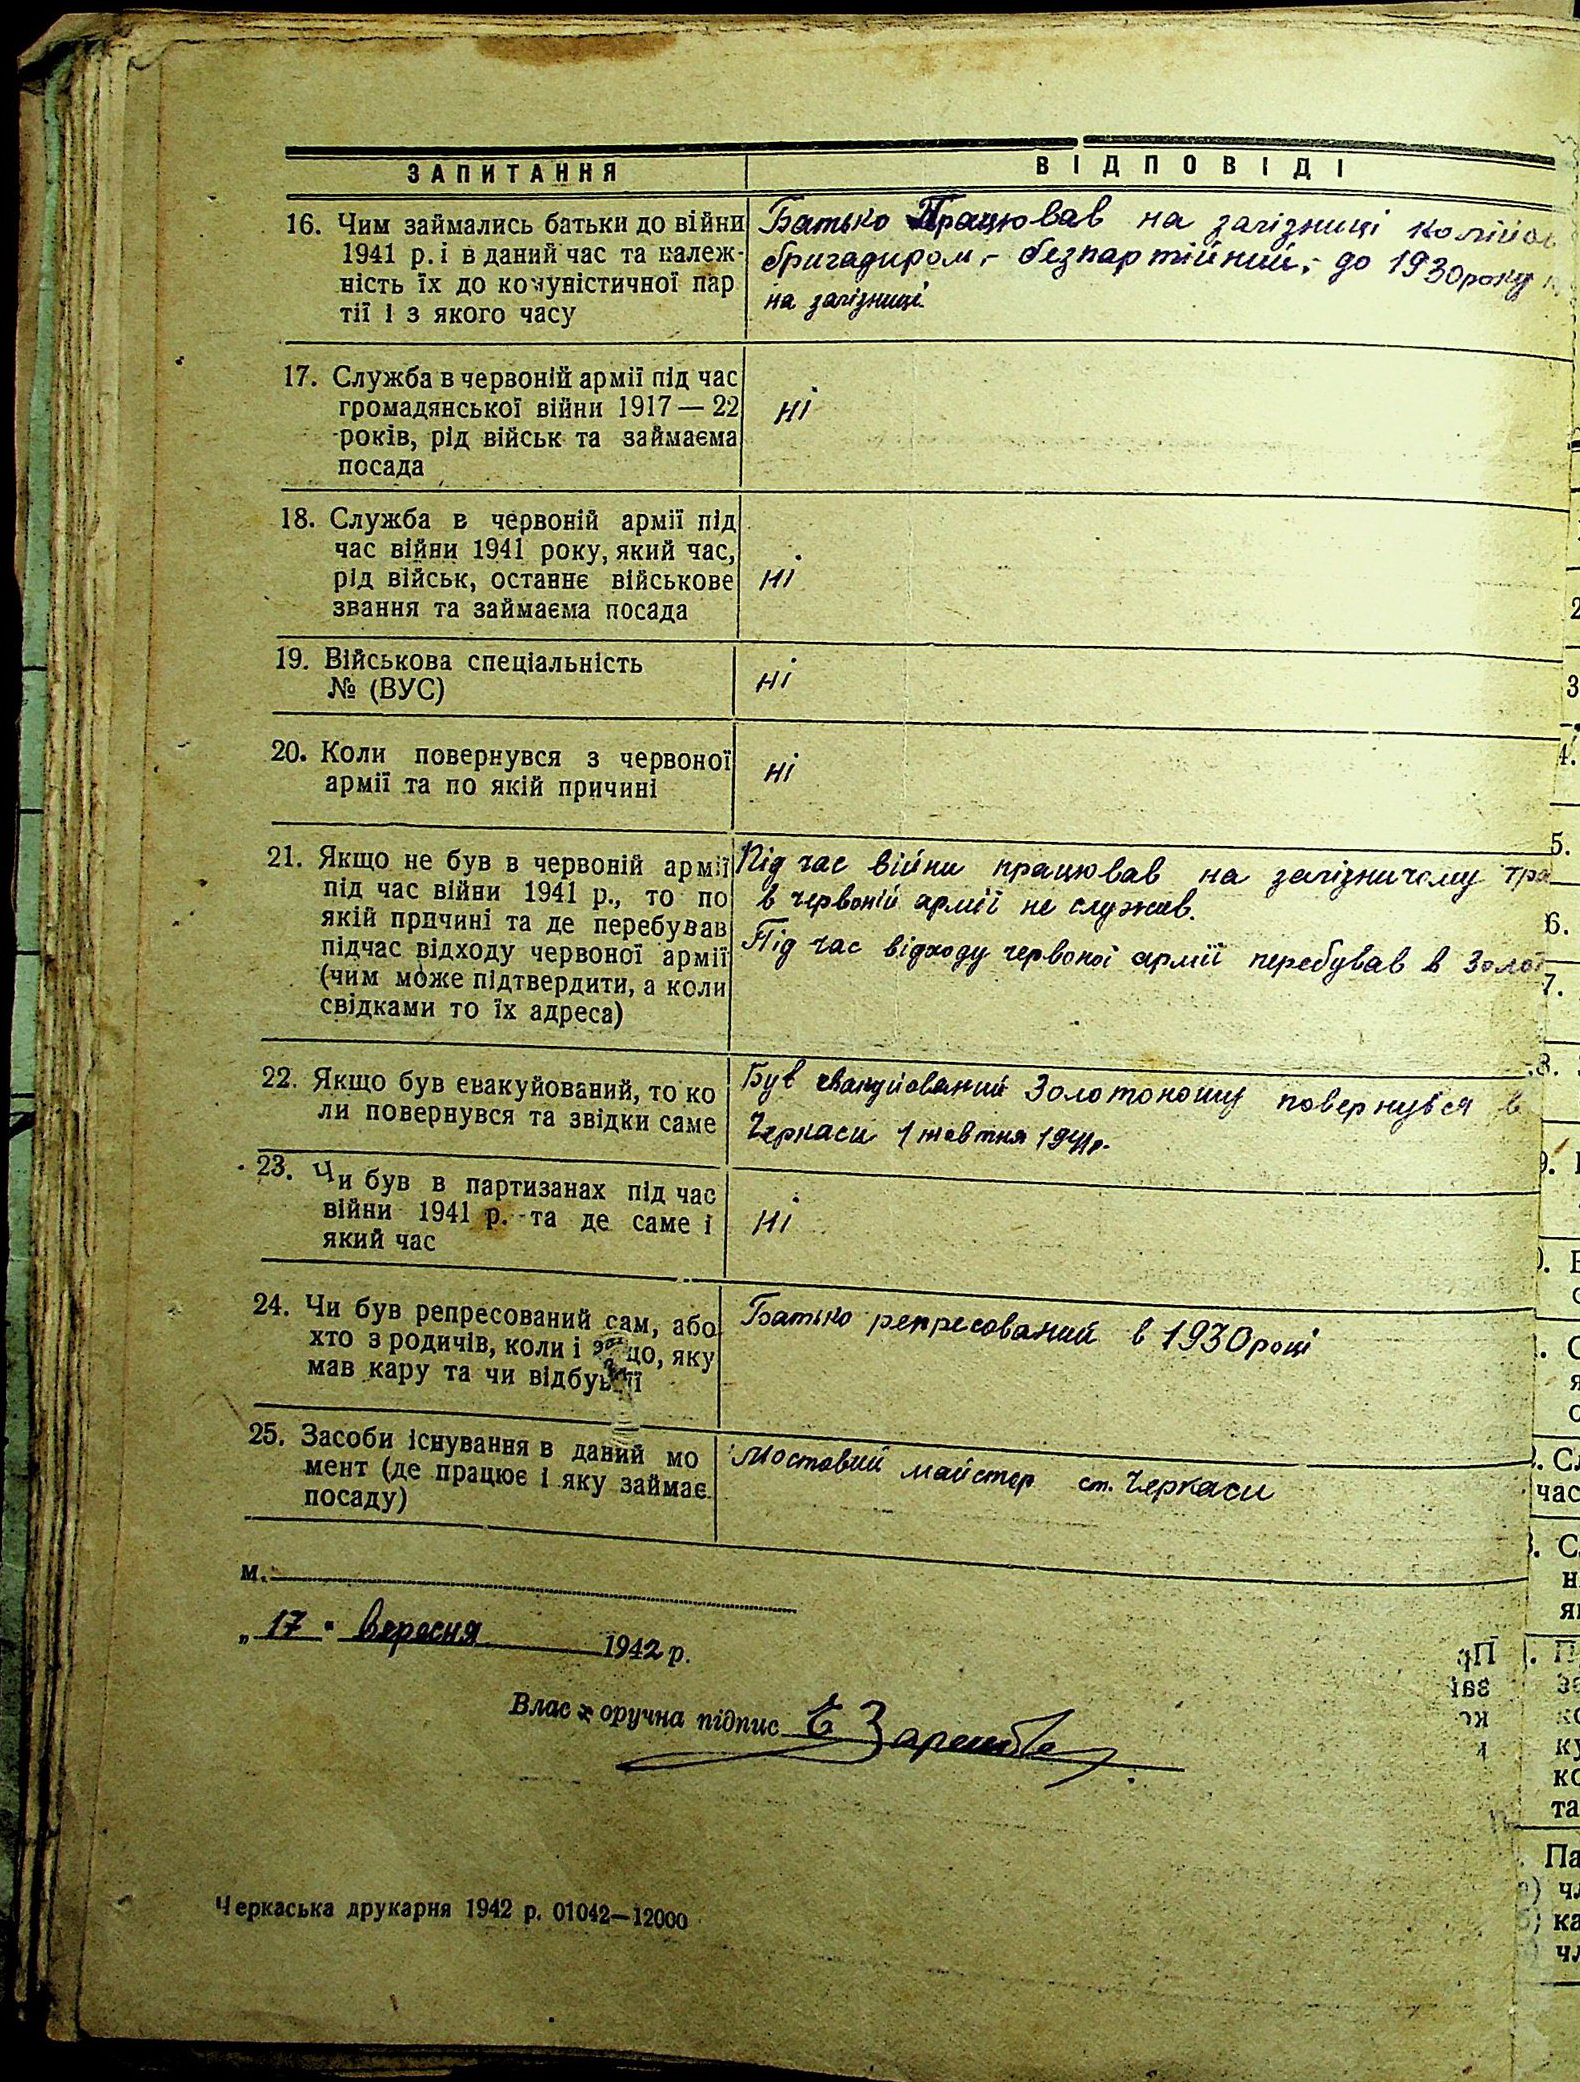 ЗАПИТАННЯ
ВІДПОВІДІ
16. Чим займались батьки до війни
1941 р. і в даний час та належ-
ність їх до комуністичної пар
тії і з якого часу
Батько Працював на залізниці колійо
бригадиром,- безпартійний,- до 1930 року
на залізниці.
17. Служба в червоній армії під час
громадянської війни 1917—22
років, рід військ та займаєма
посада
ні
18. Служба в червоній армії під
час війни 1941 року, який час,
рід військ, останнє військове
звання та займаєма посада
ні
19. Військова спеціальність
№ (ВУС)
ні
20. Коли повернувся з червоної
армії та по якій причині
ні
21. Якщо не був в червоній армії
під час війни 1941 р., то по
якій причині та де перебував
підчас відходу червоної армії
(чим може підтвердити, а коли
свідками то їх адреса)
Під час війни працював на залізничому тра
в червоній армії не служив.
Під час відходу червоної армії перебував в Золот
22. Якщо був евакуйований, то ко
ли повернувся та звідки саме
Був евакуйований Золотоношу повернувся в
Черкаси 1 жовтня 1941р.
23. Чи був в партизанах під час
війни 1941 р. та де саме і
який час
ні
24. Чи був репресований сам, або
хто з родичів, коли і за що, яку
мав кару та чи відбув її
Батько репресований в 1930 році
25. Засоби існування в даний мо
мент (де працює і яку займає
посаду)
Мостовий майстер ст. Черкаси
м.
„17" вересня 1942 р.
Власноручна підпис
Черкаська друкарня 1942 р. 01042—12000